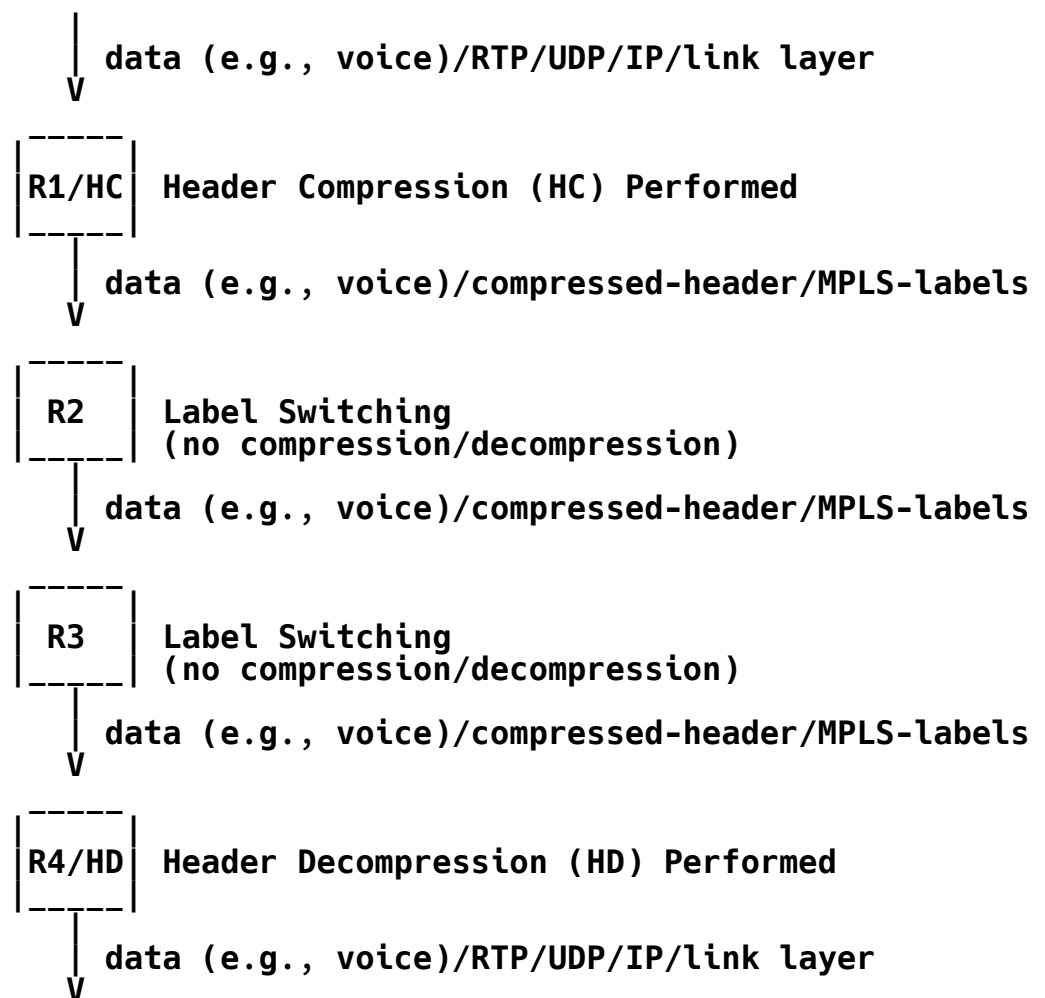 data (e.g., voice)/RTP/UDP/IP/link layer
R1/HC Header Compression (HC) Performed
data (e.g., voice)/compressed-header/MPLS-labels
R2 Label Switching
(no compression/decompression)
data (e.g., voice)/compressed-header/MPLS-labels
R3 Label Switching
(no compression/decompression)
data (e.g., voice)/compressed-header/MPLS-labels
R4/HD Header Decompression (HD) Performed
data (e.g., voice)/RTP/UDP/IP/link layer